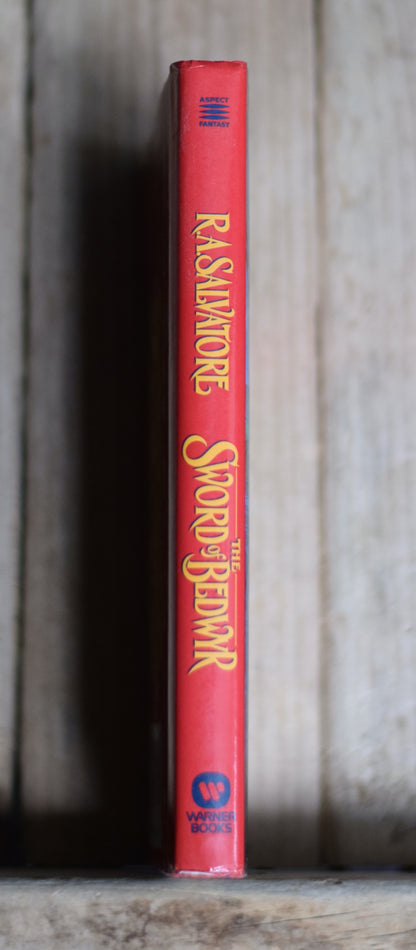 ASPECT
FANTASY
R.A. SALVATORE
THE
SWORD of BEDWYR
WARNER
BOOKS